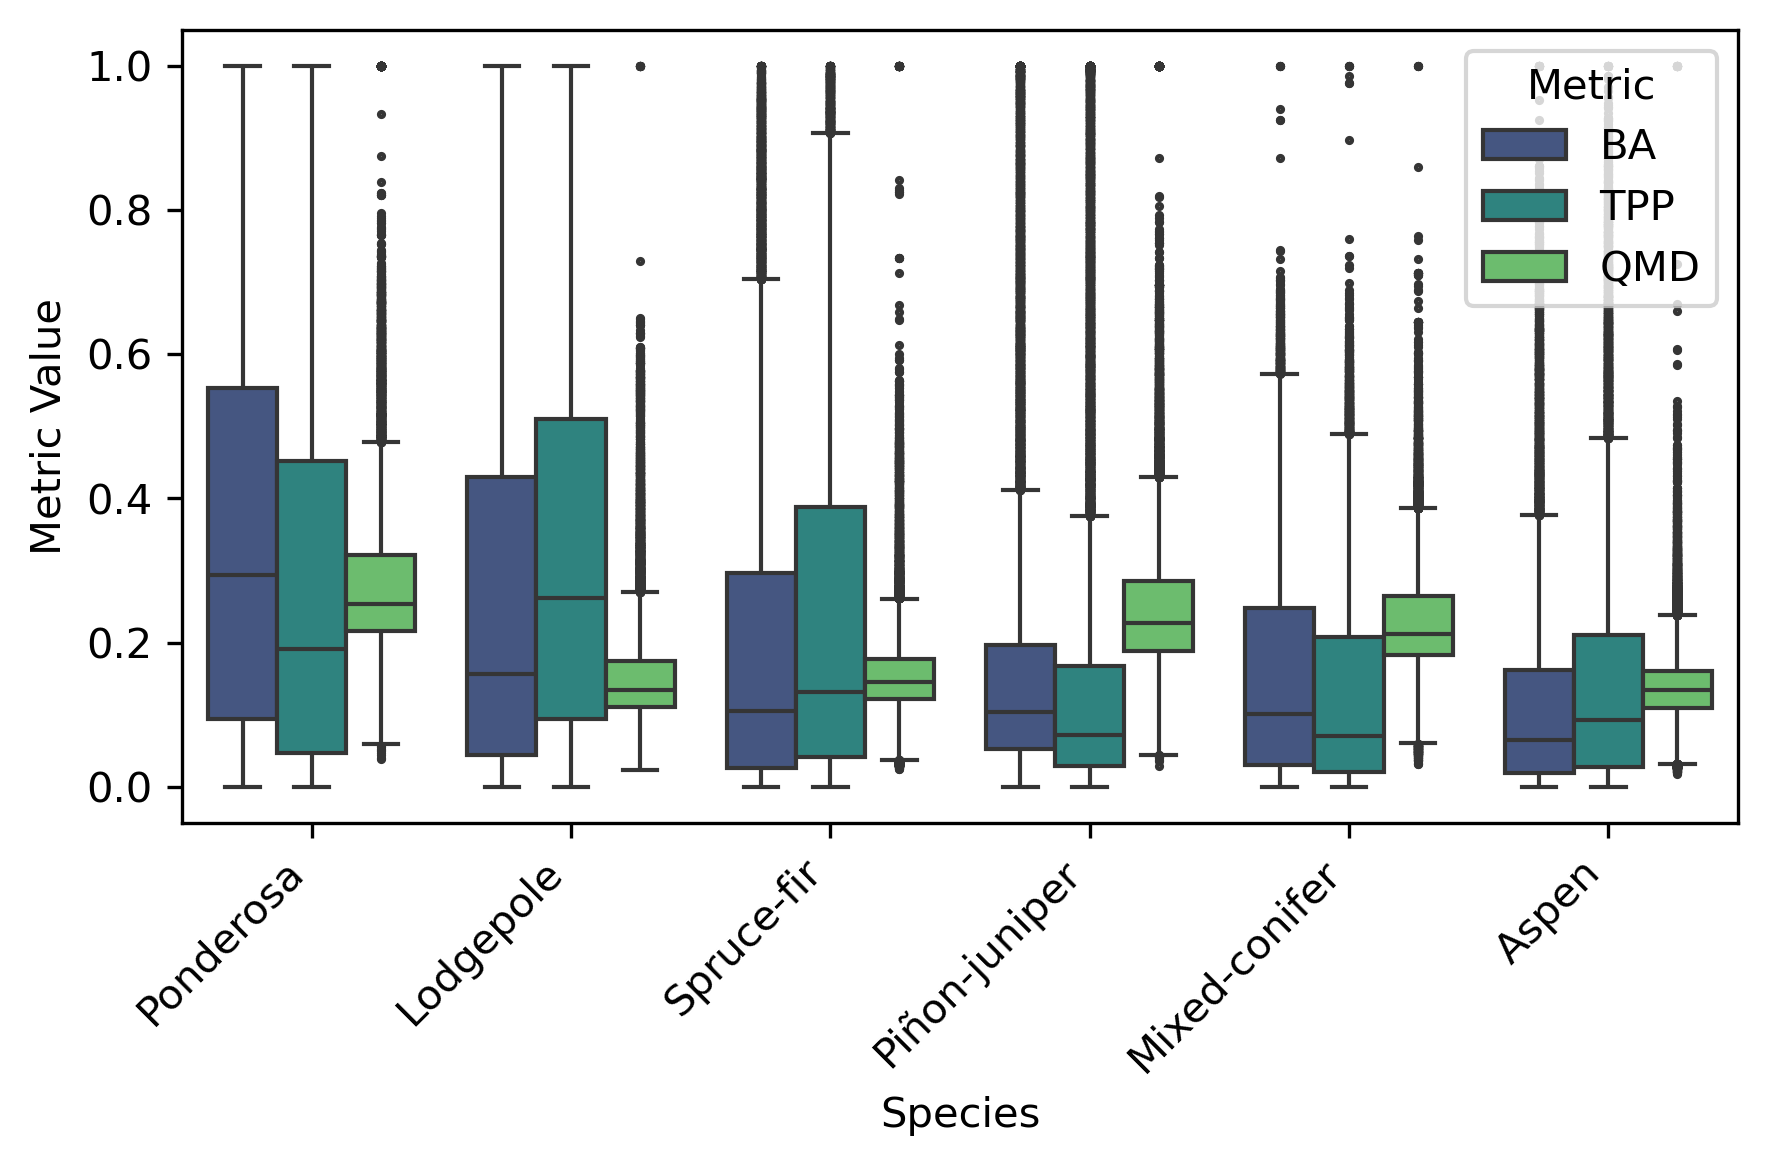 Metric Value
1.0
0.8
0.6
0.4
0.2
0.0
Metric
BA
TPP
QMD
Ponderosa
Lodgepole
Spruce-fir
Piñon-juniper
Mixed-conifer
Aspen
Species